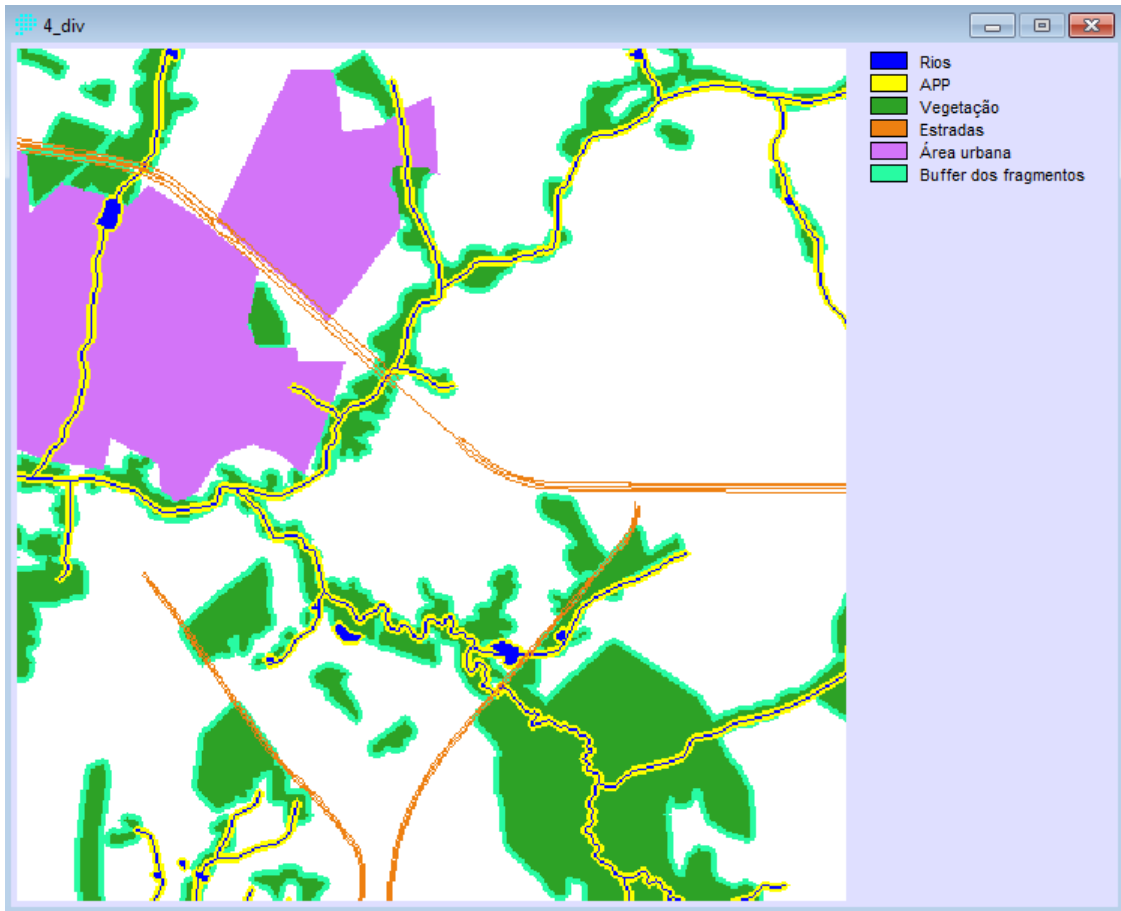 4_div
Rios
APP
Vegetação
Estradas
Área urbana
Buffer dos fragmentos